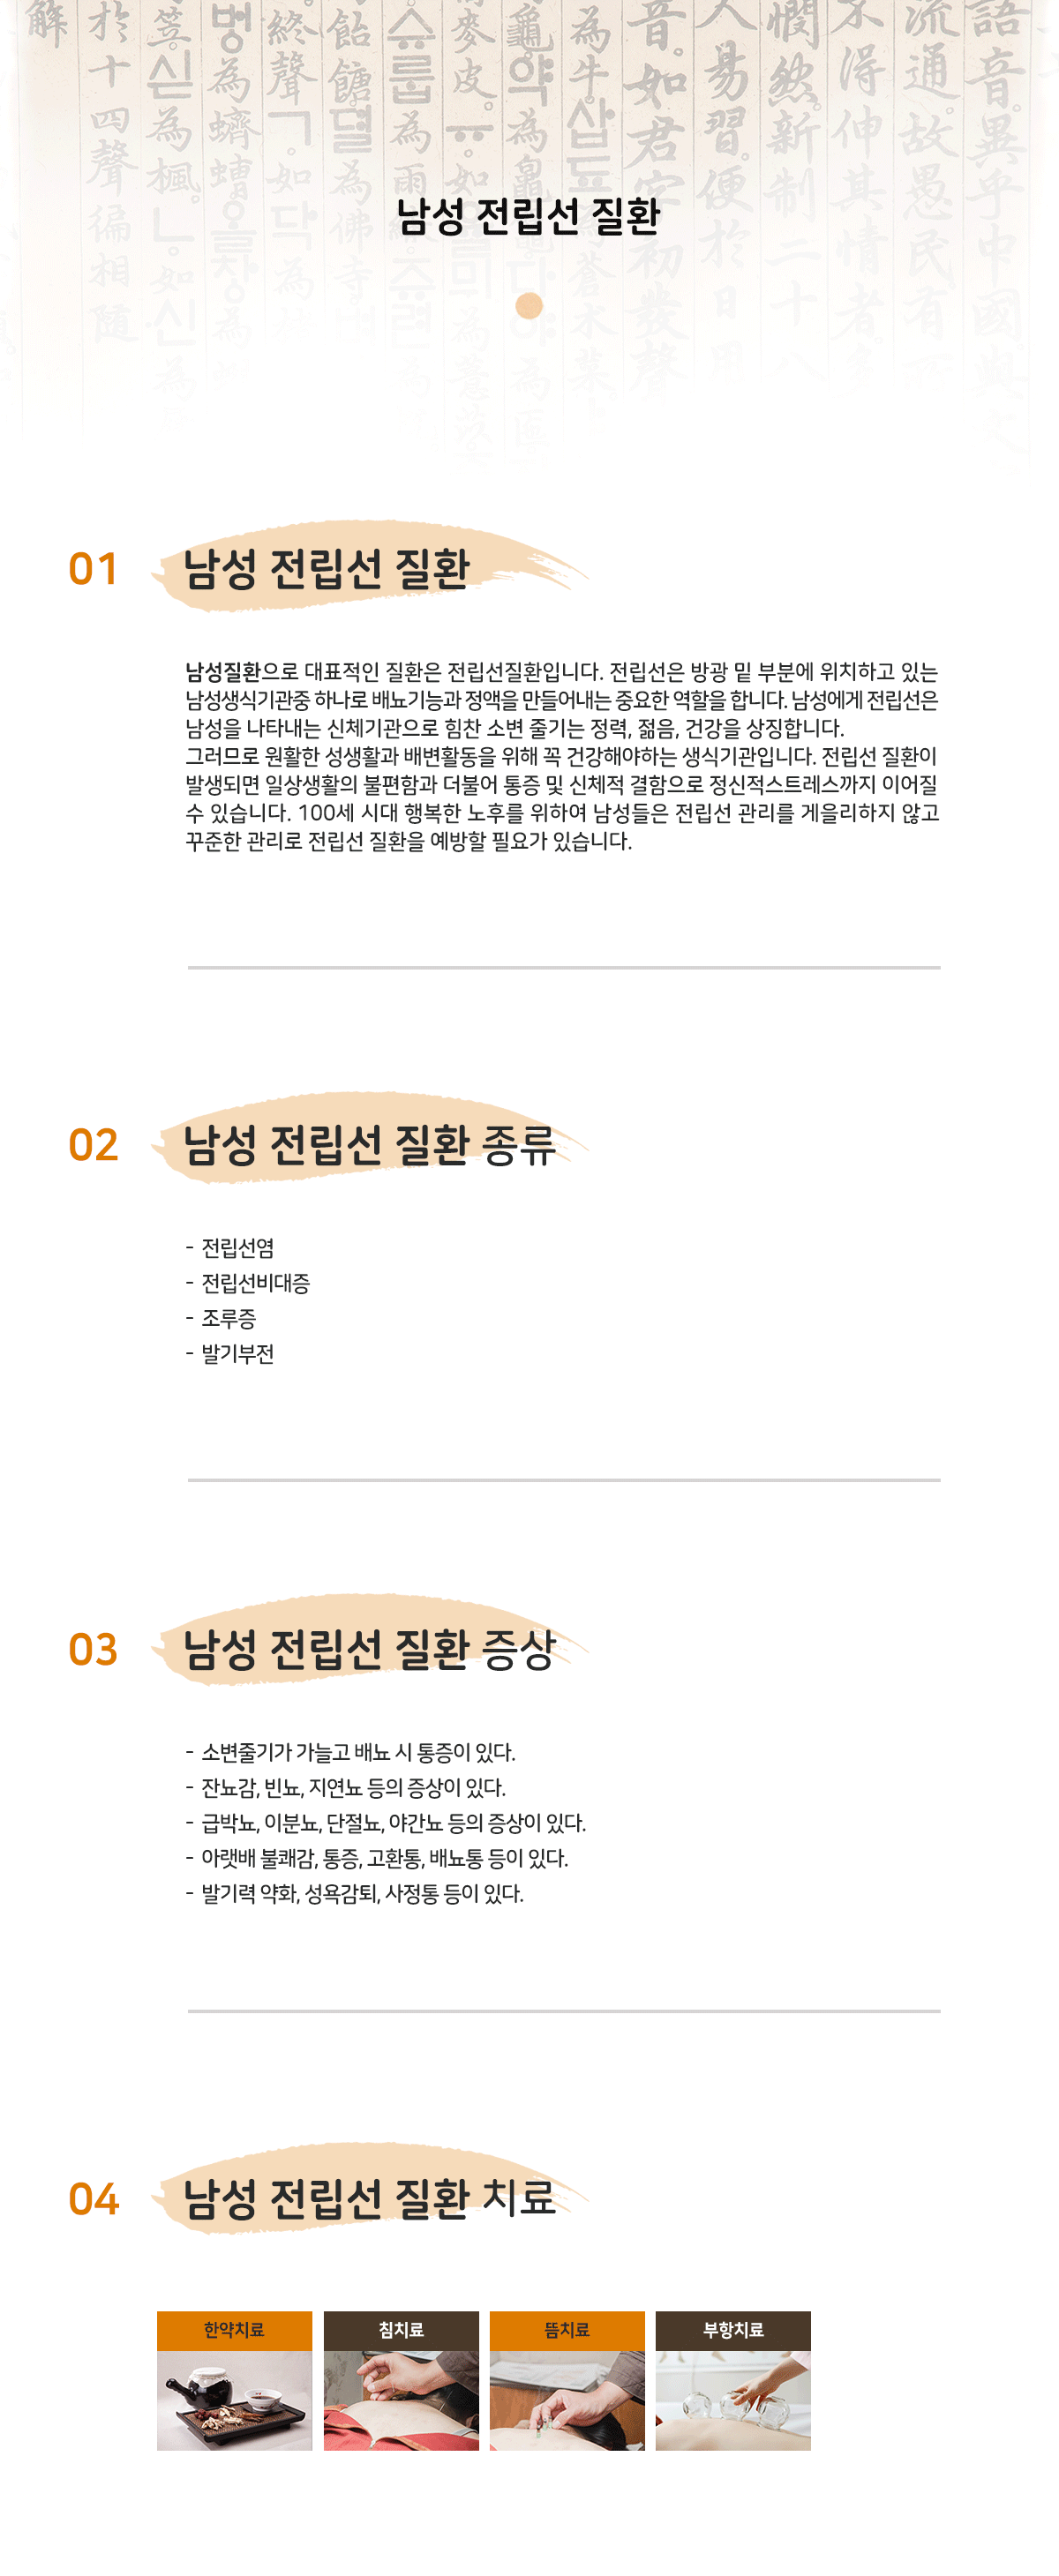 남성 전립선 질환
01
남성 전립선 질환
남성질환으로 대표적인 질환은 전립선질환입니다. 전립선은 방광 밑 부분에 위치하고 있는
남성생식기관중 하나로 배뇨기능과 정액을 만들어내는 중요한 역할을 합니다. 남성에게 전립선은
남성을 나타내는 신체기관으로 힘찬 소변 줄기는 정력, 젊음, 건강을 상징합니다.
그러므로 원활한 성생활과 배변활동을 위해 꼭 건강해야하는 생식기관입니다. 전립선 질환이
발생되면 일상생활의 불편함과 더불어 통증 및 신체적 결함으로 정신적스트레스까지 이어질
수 있습니다. 100세 시대 행복한 노후를 위하여 남성들은 전립선 관리를 게을리하지 않고
꾸준한 관리로 전립선 질환을 예방할 필요가 있습니다.
02
남성 전립선 질환 종류
- 전립선염
- 전립선비대증
- 조루증
- 발기부전
03
남성 전립선 질환 증상
- 소변줄기가 가늘고 배뇨 시 통증이 있다.
- 잔뇨감, 빈뇨, 지연뇨 등의 증상이 있다.
- 급박뇨, 이분뇨, 단절뇨, 야간뇨 등의 증상이 있다.
- 아랫배 불쾌감, 통증, 고환통, 배뇨통 등이 있다.
- 발기력 약화, 성욕감퇴, 사정통 등이 있다.
04
남성 전립선 질환 치료
한약치료
침치료
뜸치료
부항치료